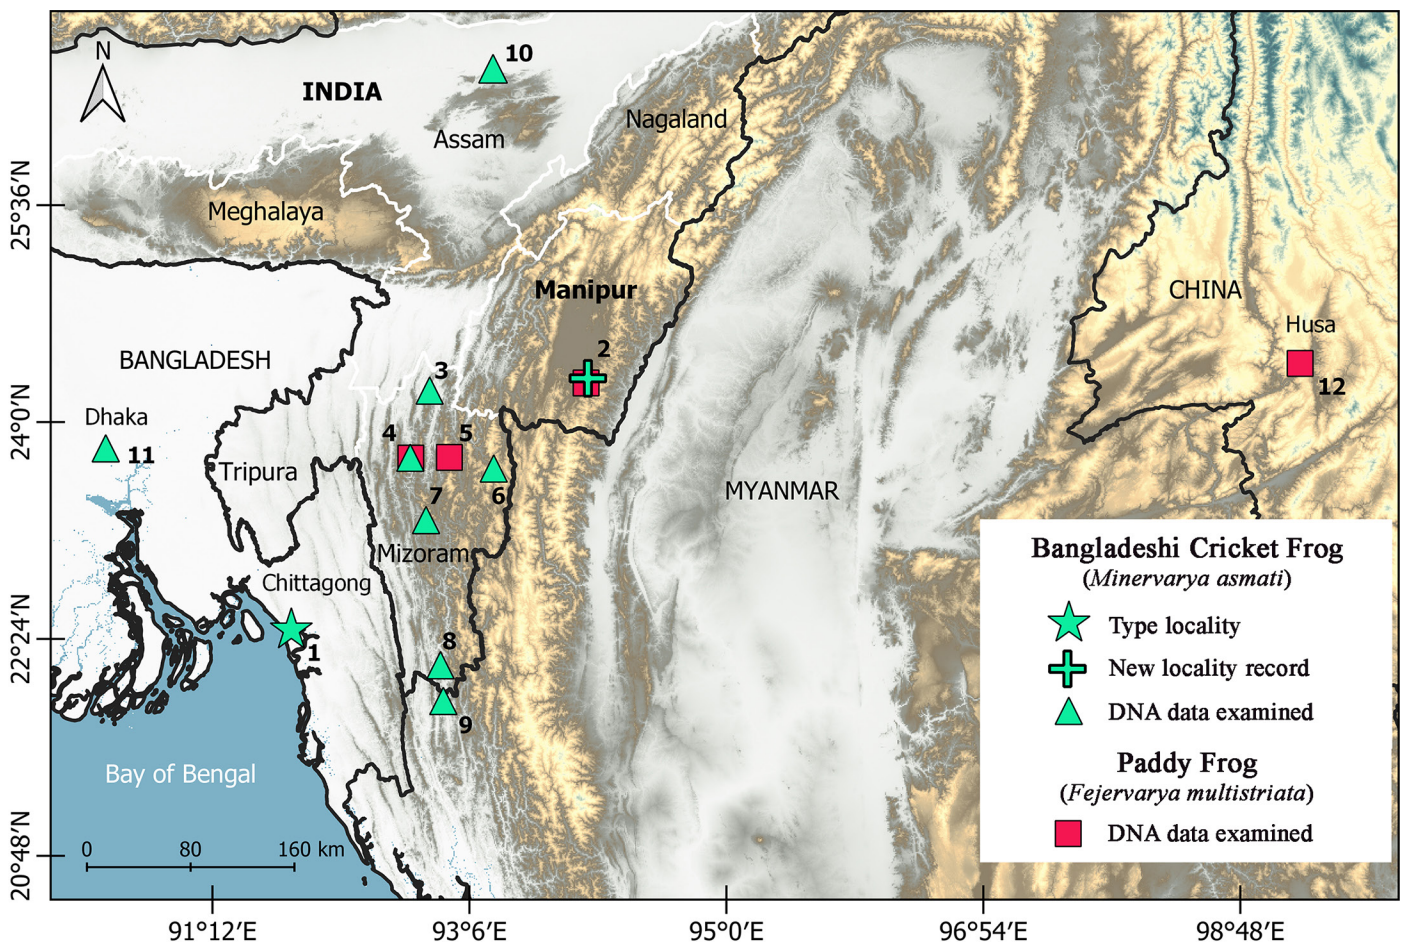 N
10
INDIA
Nagaland
Assam
25°36′N
Meghalaya
Manipur
CHINA
Husa
2
BANGLADESH
3
12
24°0′N
Dhaka
4
5
11
Tripura
6
MYANMAR
7
Mizoram
Chittagong
22°24′N
1
8
9
Bay of Bengal
0 80 160 km
20°48′N
91°12′E
93°6′E
95°0′E
96°54′E
98°48′E
Bangladeshi Cricket Frog
(Minervarya asmati)
Type locality
New locality record
DNA data examined
Paddy Frog
(Fejervarya multistriata)
DNA data examined